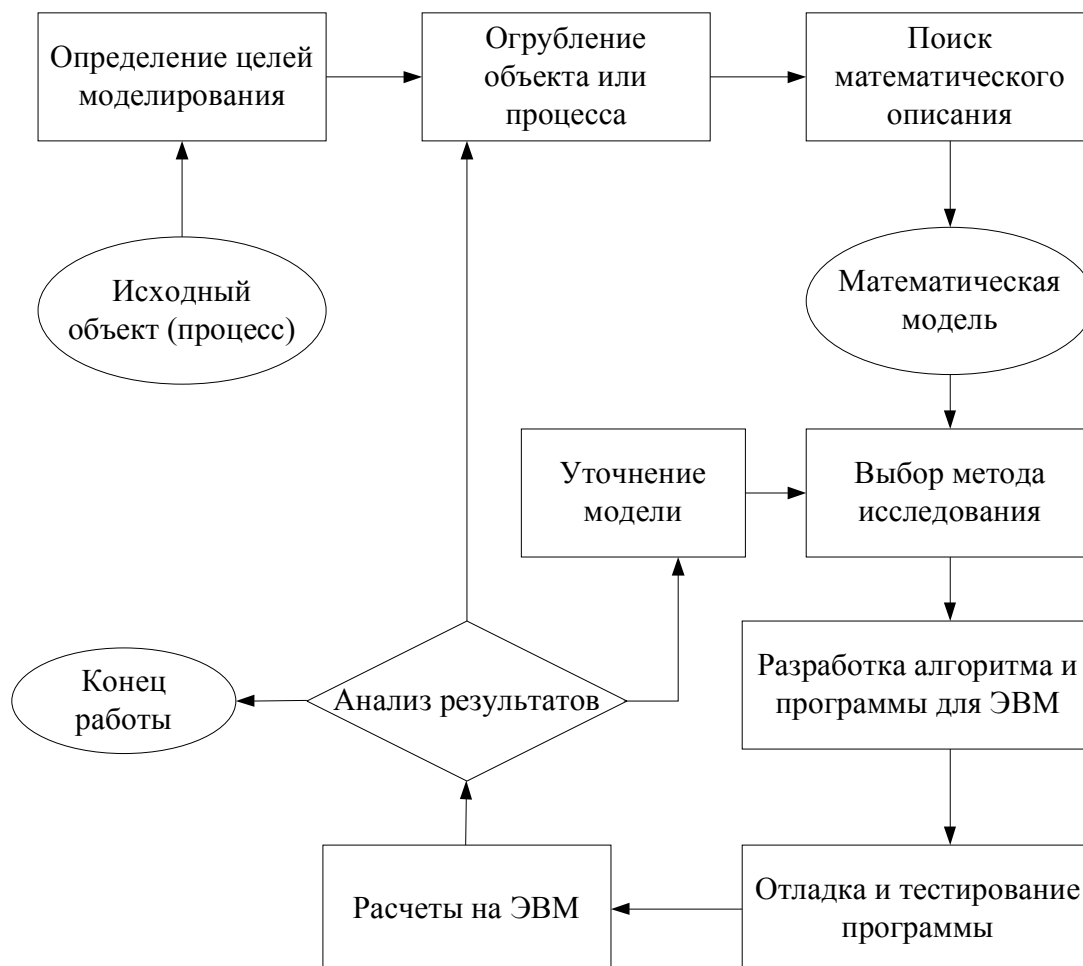 Определение целей
моделирования
Огрубление
объекта или
процесса
Поиск
математического
описания
Исходный
объект (процесс)
Математическая
модель
Уточнение
модели
Выбор метода
исследования
Конец
работы
Анализ результатов
Разработка алгоритма и
программы для ЭВМ
Расчеты на ЭВМ
Отладка и тестирование
программы